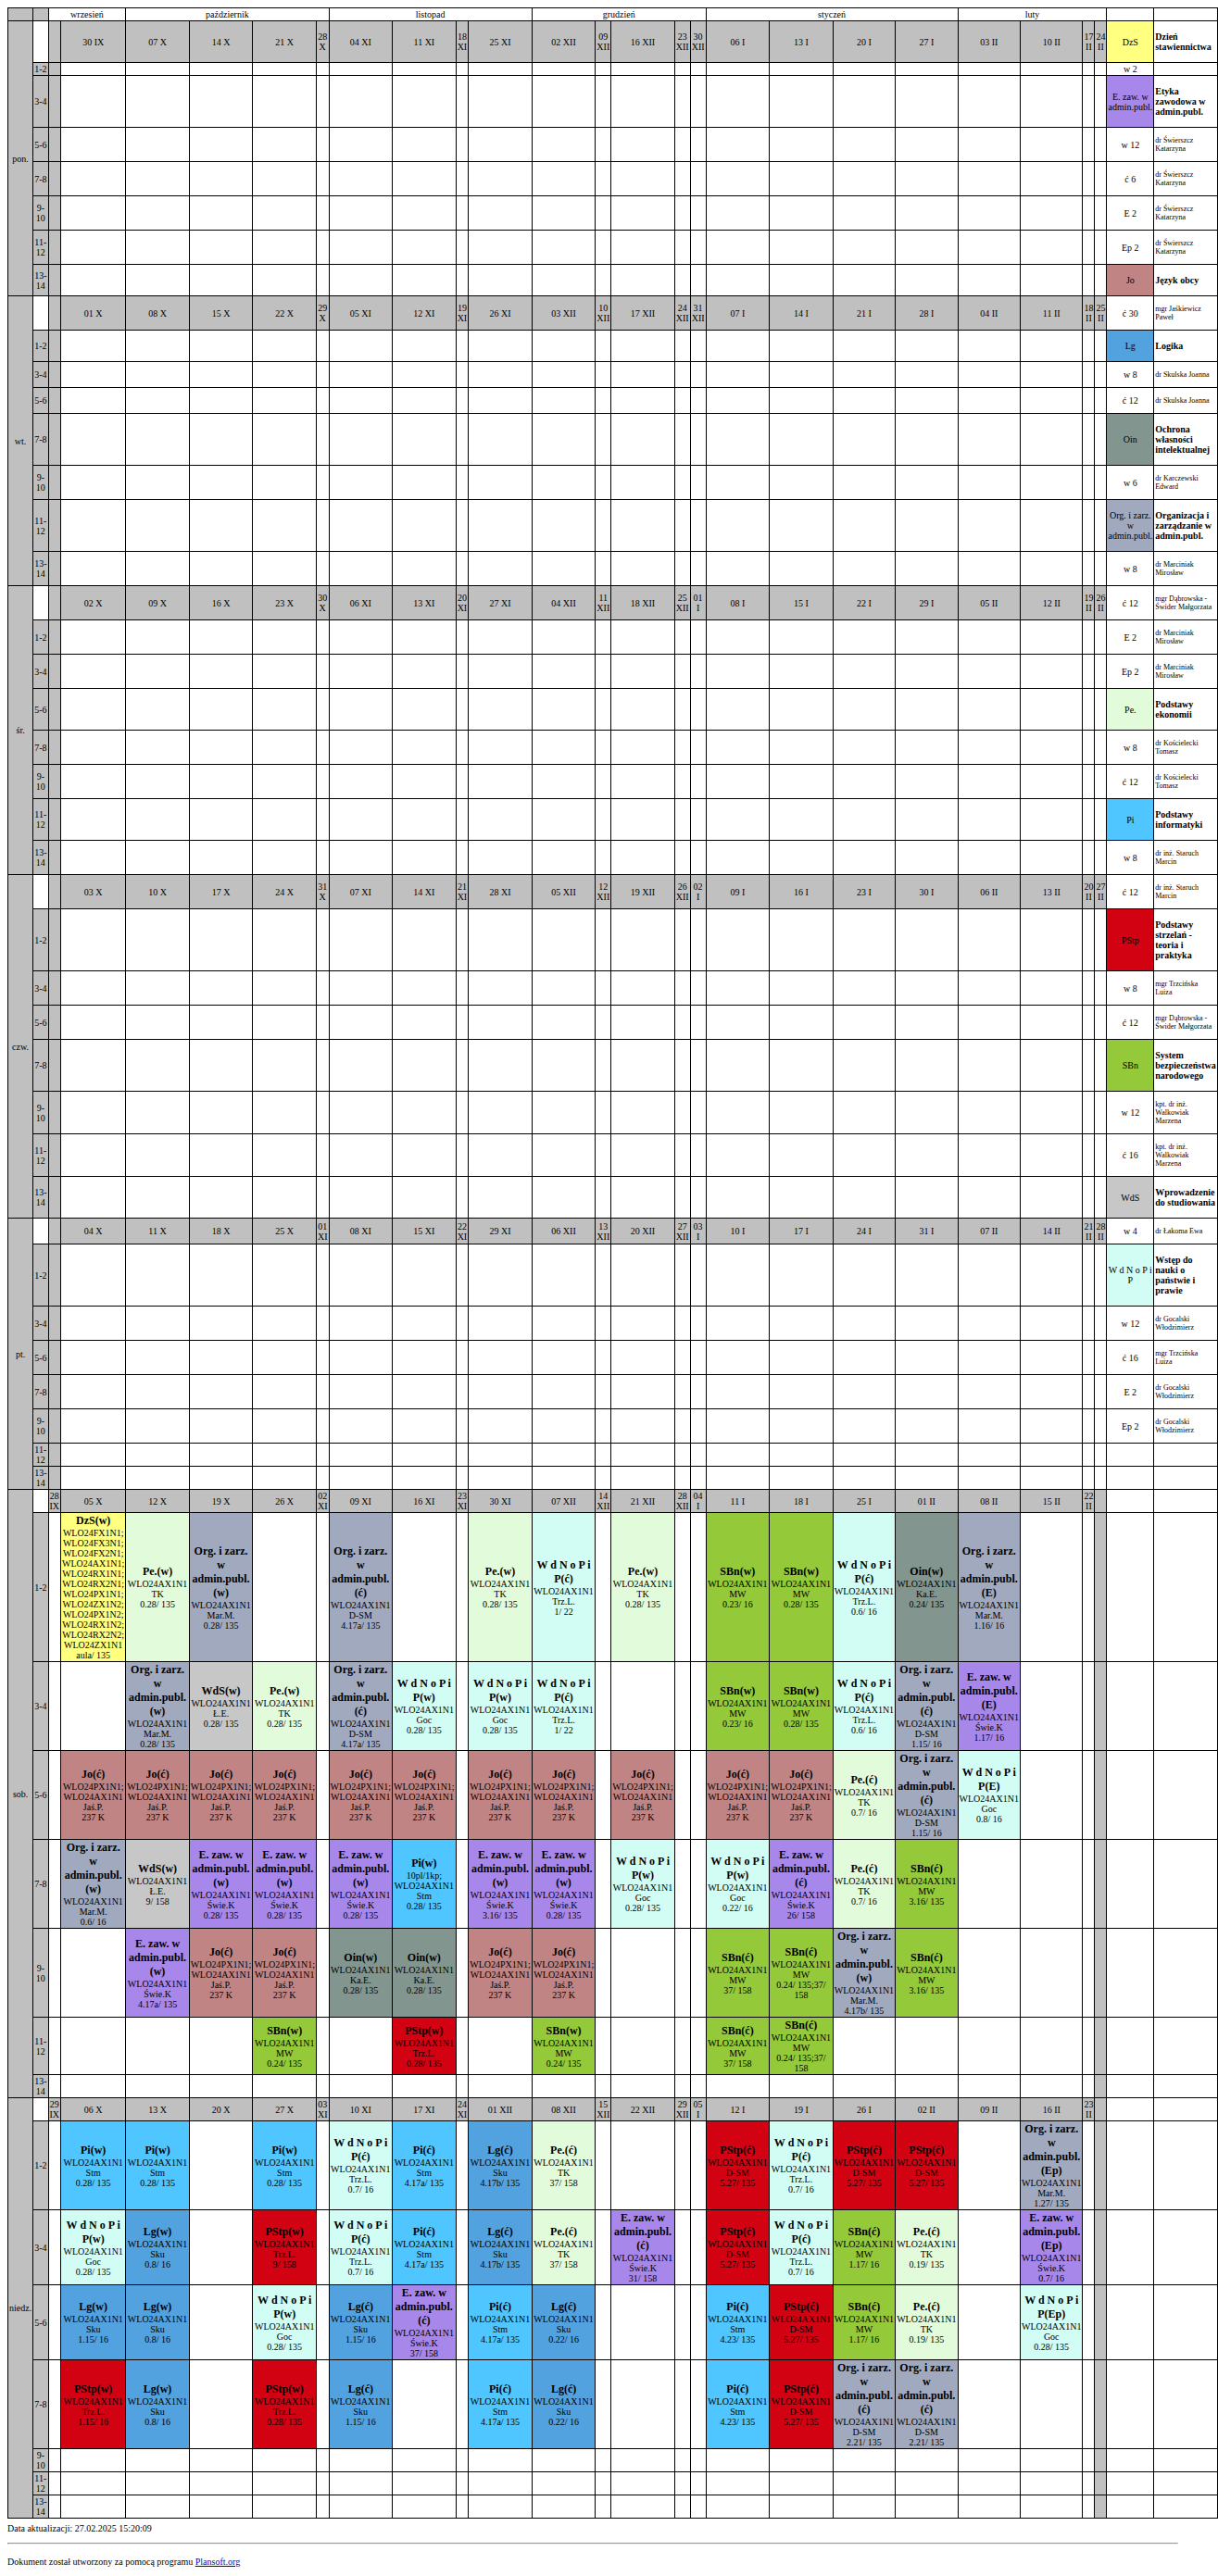 wrzesień październik listopad grudzień styczeń luty
pon. 30 IX 07 X 14 X 21 X 28 X 04 XI 11 XI 18 XI 25 XI 02 XII 09 XII 16 XII 23 XII 30 XII 06 I 13 I 20 I 27 I 03 II 10 II 17 II 24 II DzS Dzień stawiennictwa
1-2 w 2
3-4 E. zaw. w admin.publ. Etyka zawodowa w admin.publ.
5-6 w 12 dr Świerszcz Katarzyna
7-8 ć 6 dr Świerszcz Katarzyna
9-10 E 2 dr Świerszcz Katarzyna
11-12 Ep 2 dr Świerszcz Katarzyna
13-14 Jo Język obcy
wt. 01 X 08 X 15 X 22 X 29 X 05 XI 12 XI 19 XI 26 XI 03 XII 10 XII 17 XII 24 XII 31 XII 07 I 14 I 21 I 28 I 04 II 11 II 18 II 25 II ć 30 mgr Jaśkiewicz Paweł
1-2 Lg Logika
3-4 w 8 dr Skulska Joanna
5-6 ć 12 dr Skulska Joanna
7-8 Oin Ochrona własności intelektualnej
9-10 w 6 dr Karczewski Edward
11-12 Org. i zarz. w admin.publ. Organizacja i zarządzanie w admin.publ.
13-14 w 8 dr Marciniak Mirosław
śr. 02 X 09 X 16 X 23 X 30 X 06 XI 13 XI 20 XI 27 XI 04 XII 11 XII 18 XII 25 XII 01 I 08 I 15 I 22 I 29 I 05 II 12 II 19 II 26 II ć 12 mgr Dąbrowska - Świder Małgorzata
1-2 E 2 dr Marciniak Mirosław
3-4 Ep 2 dr Marciniak Mirosław
5-6 Pe. Podstawy ekonomii
7-8 w 8 dr Kościelecki Tomasz
9-10 ć 12 dr Kościelecki Tomasz
11-12 Pi Podstawy informatyki
13-14 w 8 dr inż. Staruch Marcin
czw. 03 X 10 X 17 X 24 X 31 X 07 XI 14 XI 21 XI 28 XI 05 XII 12 XII 19 XII 26 XII 02 I 09 I 16 I 23 I 30 I 06 II 13 II 20 II 27 II ć 12 dr inż. Staruch Marcin
1-2 PStp Podstawy strzelań - teoria i praktyka
3-4 w 8 mgr Trzcińska Luiza
5-6 ć 12 mgr Dąbrowska - Świder Małgorzata
7-8 SBn System bezpieczeństwa narodowego
9-10 w 12 kpt. dr inż. Walkowiak Marzena
11-12 ć 16 kpt. dr inż. Walkowiak Marzena
13-14 WdS Wprowadzenie do studiowania
pt. 04 X 11 X 18 X 25 X 01 XI 08 XI 15 XI 22 XI 29 XI 06 XII 13 XII 20 XII 27 XII 03 I 10 I 17 I 24 I 31 I 07 II 14 II 21 II 28 II w 4 dr Łakoma Ewa
1-2 W d N o P i P Wstęp do nauki o państwie i prawie
3-4 w 12 dr Gocalski Włodzimierz
5-6 ć 16 mgr Trzcińska Luiza
7-8 E 2 dr Gocalski Włodzimierz
9-10 Ep 2 dr Gocalski Włodzimierz
11-12
13-14
sob. 28 IX 05 X 12 X 19 X 26 X 02 XI 09 XI 16 XI 23 XI 30 XI 07 XII 14 XII 21 XII 28 XII 04 I 11 I 18 I 25 I 01 II 08 II 15 II 22 II
1-2 DzS(w) WLO24FX1N1; WLO24FX3N1; WLO24FX2N1; WLO24AX1N1; WLO24RX1N1; WLO24RX2N1; WLO24PX1N1; WLO24ZX1N2; WLO24PX1N2; WLO24RX1N2; WLO24RX2N2; WLO24ZX1N1 aula/ 135 Pe.(w) WLO24AX1N1 TK 0.28/ 135 Org. i zarz. w admin.publ. (w) WLO24AX1N1 Mar.M. 0.28/ 135 Org. i zarz. w admin.publ. (ć) WLO24AX1N1 D-SM 4.17a/ 135 Pe.(w) WLO24AX1N1 TK 0.28/ 135 W d N o P i P(ć) WLO24AX1N1 Trz.L. 1/ 22 Pe.(w) WLO24AX1N1 TK 0.28/ 135 SBn(w) WLO24AX1N1 MW 0.23/ 16 SBn(w) WLO24AX1N1 MW 0.28/ 135 W d N o P i P(ć) WLO24AX1N1 Trz.L. 0.6/ 16 Oin(w) WLO24AX1N1 Ka.E. 0.24/ 135 Org. i zarz. w admin.publ. (E) WLO24AX1N1 Mar.M. 1.16/ 16
3-4 Org. i zarz. w admin.publ. (w) WLO24AX1N1 Mar.M. 0.28/ 135 WdS(w) WLO24AX1N1 Ł.E. 0.28/ 135 Pe.(w) WLO24AX1N1 TK 0.28/ 135 Org. i zarz. w admin.publ. (ć) WLO24AX1N1 D-SM 4.17a/ 135 W d N o P i P(w) WLO24AX1N1 Goc 0.28/ 135 W d N o P i P(w) WLO24AX1N1 Goc 0.28/ 135 W d N o P i P(ć) WLO24AX1N1 Trz.L. 1/ 22 SBn(w) WLO24AX1N1 MW 0.23/ 16 SBn(w) WLO24AX1N1 MW 0.28/ 135 W d N o P i P(ć) WLO24AX1N1 Trz.L. 0.6/ 16 Org. i zarz. w admin.publ. (ć) WLO24AX1N1 D-SM 1.15/ 16 E. zaw. w admin.publ. (E) WLO24AX1N1 Świe.K 1.17/ 16
5-6 Jo(ć) WLO24PX1N1; WLO24AX1N1 Jaś.P. 237 K Jo(ć) WLO24PX1N1; WLO24AX1N1 Jaś.P. 237 K Jo(ć) WLO24PX1N1; WLO24AX1N1 Jaś.P. 237 K Jo(ć) WLO24PX1N1; WLO24AX1N1 Jaś.P. 237 K Jo(ć) WLO24PX1N1; WLO24AX1N1 Jaś.P. 237 K Jo(ć) WLO24PX1N1; WLO24AX1N1 Jaś.P. 237 K Jo(ć) WLO24PX1N1; WLO24AX1N1 Jaś.P. 237 K Jo(ć) WLO24PX1N1; WLO24AX1N1 Jaś.P. 237 K Jo(ć) WLO24PX1N1; WLO24AX1N1 Jaś.P. 237 K Jo(ć) WLO24PX1N1; WLO24AX1N1 Jaś.P. 237 K Jo(ć) WLO24PX1N1; WLO24AX1N1 Jaś.P. 237 K Pe.(ć) WLO24AX1N1 TK 0.7/ 16 Org. i zarz. w admin.publ. (ć) WLO24AX1N1 D-SM 1.15/ 16 W d N o P i P(E) WLO24AX1N1 Goc 0.8/ 16
7-8 Org. i zarz. w admin.publ. (w) WLO24AX1N1 Mar.M. 0.6/ 16 WdS(w) WLO24AX1N1 Ł.E. 9/ 158 E. zaw. w admin.publ. (w) WLO24AX1N1 Świe.K 0.28/ 135 E. zaw. w admin.publ. (w) WLO24AX1N1 Świe.K 0.28/ 135 E. zaw. w admin.publ. (w) WLO24AX1N1 Świe.K 0.28/ 135 Pi(w) 10pl/1kp; WLO24AX1N1 Stm 0.28/ 135 E. zaw. w admin.publ. (w) WLO24AX1N1 Świe.K 3.16/ 135 E. zaw. w admin.publ. (w) WLO24AX1N1 Świe.K 0.28/ 135 W d N o P i P(w) WLO24AX1N1 Goc 0.28/ 135 W d N o P i P(w) WLO24AX1N1 Goc 0.22/ 16 E. zaw. w admin.publ. (ć) WLO24AX1N1 Świe.K 26/ 158 Pe.(ć) WLO24AX1N1 TK 0.7/ 16 SBn(ć) WLO24AX1N1 MW 3.16/ 135
9-10 E. zaw. w admin.publ. (w) WLO24AX1N1 Świe.K 4.17a/ 135 Jo(ć) WLO24PX1N1; WLO24AX1N1 Jaś.P. 237 K Jo(ć) WLO24PX1N1; WLO24AX1N1 Jaś.P. 237 K Oin(w) WLO24AX1N1 Ka.E. 0.28/ 135 Oin(w) WLO24AX1N1 Ka.E. 0.28/ 135 Jo(ć) WLO24PX1N1; WLO24AX1N1 Jaś.P. 237 K Jo(ć) WLO24PX1N1; WLO24AX1N1 Jaś.P. 237 K SBn(ć) WLO24AX1N1 MW 37/ 158 SBn(ć) WLO24AX1N1 MW 0.24/ 135;37/ 158 Org. i zarz. w admin.publ. (w) WLO24AX1N1 Mar.M. 4.17b/ 135 SBn(ć) WLO24AX1N1 MW 3.16/ 135
11-12 SBn(w) WLO24AX1N1 MW 0.24/ 135 PStp(w) WLO24AX1N1 Trz.L. 0.28/ 135 SBn(w) WLO24AX1N1 MW 0.24/ 135 SBn(ć) WLO24AX1N1 MW 37/ 158 SBn(ć) WLO24AX1N1 MW 0.24/ 135;37/ 158
13-14
niedz. 29 IX 06 X 13 X 20 X 27 X 03 XI 10 XI 17 XI 24 XI 01 XII 08 XII 15 XII 22 XII 29 XII 05 I 12 I 19 I 26 I 02 II 09 II 16 II 23 II
1-2 Pi(w) WLO24AX1N1 Stm 0.28/ 135 Pi(w) WLO24AX1N1 Stm 0.28/ 135 Pi(w) WLO24AX1N1 Stm 0.28/ 135 W d N o P i P(ć) WLO24AX1N1 Trz.L. 0.7/ 16 Pi(ć) WLO24AX1N1 Stm 4.17a/ 135 Lg(ć) WLO24AX1N1 Sku 4.17b/ 135 Pe.(ć) WLO24AX1N1 TK 37/ 158 PStp(ć) WLO24AX1N1 D-SM 5.27/ 135 W d N o P i P(ć) WLO24AX1N1 Trz.L. 0.7/ 16 PStp(ć) WLO24AX1N1 D-SM 5.27/ 135 PStp(ć) WLO24AX1N1 D-SM 5.27/ 135 Org. i zarz. w admin.publ. (Ep) WLO24AX1N1 Mar.M. 1.27/ 135
3-4 W d N o P i P(w) WLO24AX1N1 Goc 0.28/ 135 Lg(w) WLO24AX1N1 Sku 0.8/ 16 PStp(w) WLO24AX1N1 Trz.L. 9/ 158 W d N o P i P(ć) WLO24AX1N1 Trz.L. 0.7/ 16 Pi(ć) WLO24AX1N1 Stm 4.17a/ 135 Lg(ć) WLO24AX1N1 Sku 4.17b/ 135 Pe.(ć) WLO24AX1N1 TK 37/ 158 E. zaw. w admin.publ. (ć) WLO24AX1N1 Świe.K 31/ 158 PStp(ć) WLO24AX1N1 D-SM 5.27/ 135 W d N o P i P(ć) WLO24AX1N1 Trz.L. 0.7/ 16 SBn(ć) WLO24AX1N1 MW 1.17/ 16 Pe.(ć) WLO24AX1N1 TK 0.19/ 135 E. zaw. w admin.publ. (Ep) WLO24AX1N1 Świe.K 0.7/ 16
5-6 Lg(w) WLO24AX1N1 Sku 1.15/ 16 Lg(w) WLO24AX1N1 Sku 0.8/ 16 W d N o P i P(w) WLO24AX1N1 Goc 0.28/ 135 Lg(ć) WLO24AX1N1 Sku 1.15/ 16 E. zaw. w admin.publ. (ć) WLO24AX1N1 Świe.K 37/ 158 Pi(ć) WLO24AX1N1 Stm 4.17a/ 135 Lg(ć) WLO24AX1N1 Sku 0.22/ 16 Pi(ć) WLO24AX1N1 Stm 4.23/ 135 PStp(ć) WLO24AX1N1 D-SM 5.27/ 135 SBn(ć) WLO24AX1N1 MW 1.17/ 16 Pe.(ć) WLO24AX1N1 TK 0.19/ 135 W d N o P i P(Ep) WLO24AX1N1 Goc 0.28/ 135
7-8 PStp(w) WLO24AX1N1 Trz.L. 1.15/ 16 Lg(w) WLO24AX1N1 Sku 0.8/ 16 PStp(w) WLO24AX1N1 Trz.L. 0.28/ 135 Lg(ć) WLO24AX1N1 Sku 1.15/ 16 Pi(ć) WLO24AX1N1 Stm 4.17a/ 135 Lg(ć) WLO24AX1N1 Sku 0.22/ 16 Pi(ć) WLO24AX1N1 Stm 4.23/ 135 PStp(ć) WLO24AX1N1 D-SM 5.27/ 135 Org. i zarz. w admin.publ. (ć) WLO24AX1N1 D-SM 2.21/ 135 Org. i zarz. w admin.publ. (ć) WLO24AX1N1 D-SM 2.21/ 135
9-10
11-12
13-14
Data aktualizacji: 27.02.2025 15:20:09
Dokument został utworzony za pomocą programu Plansoft.org